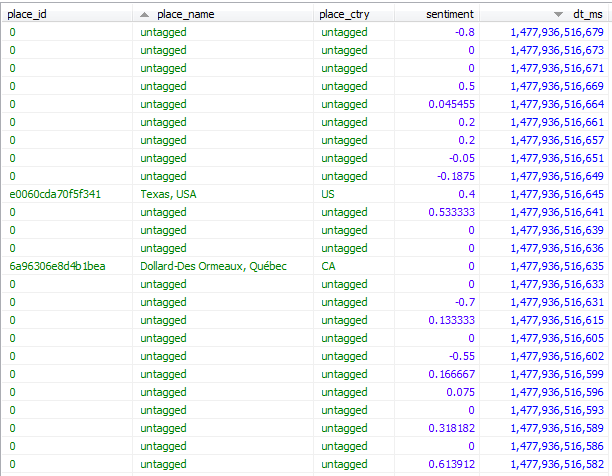 place_id place_name place_ctry sentiment dt_ms
0 untagged untagged -0.8 1,477,936,516,679
0 untagged untagged 0 1,477,936,516,673
0 untagged untagged 0 1,477,936,516,671
0 untagged untagged 0.5 1,477,936,516,669
0 untagged untagged 0.045455 1,477,936,516,664
0 untagged untagged 0.2 1,477,936,516,661
0 untagged untagged 0.2 1,477,936,516,657
0 untagged untagged -0.05 1,477,936,516,651
0 untagged untagged -0.1875 1,477,936,516,649
e0060cda70f5f341 Texas, USA US 0.4 1,477,936,516,645
0 untagged untagged 0.533333 1,477,936,516,641
0 untagged untagged 0 1,477,936,516,639
0 untagged untagged 0 1,477,936,516,636
6a96306e8d4b1bea Dollard-Des Ormeaux, Québec CA 0 1,477,936,516,635
0 untagged untagged 0 1,477,936,516,633
0 untagged untagged -0.7 1,477,936,516,631
0 untagged untagged 0.133333 1,477,936,516,615
0 untagged untagged 0 1,477,936,516,605
0 untagged untagged -0.55 1,477,936,516,602
0 untagged untagged 0.166667 1,477,936,516,599
0 untagged untagged 0.075 1,477,936,516,596
0 untagged untagged 0 1,477,936,516,593
0 untagged untagged 0.318182 1,477,936,516,589
0 untagged untagged 0 1,477,936,516,586
0 untagged untagged 0.613912 1,477,936,516,582